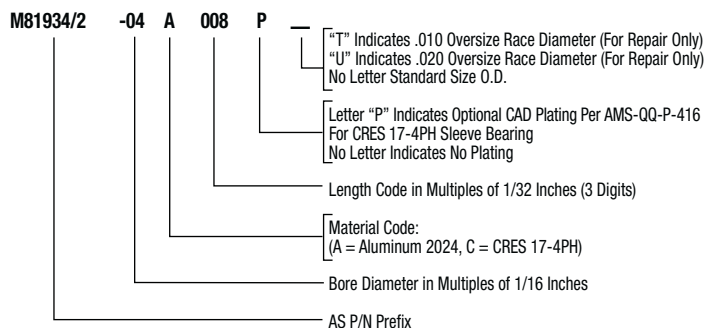 M81934/2 -04 A 008 P _
“T” Indicates .010 Oversize Race Diameter (For Repair Only)
“U” Indicates .020 Oversize Race Diameter (For Repair Only)
No Letter Standard Size O.D.
Letter “P” Indicates Optional CAD Plating Per AMS-QQ-P-416
For CRES 17-4PH Sleeve Bearing
No Letter Indicates No Plating
Length Code in Multiples of 1/32 Inches (3 Digits)
Material Code:
(A = Aluminum 2024, C = CRES 17-4PH)
Bore Diameter in Multiples of 1/16 Inches
AS P/N Prefix